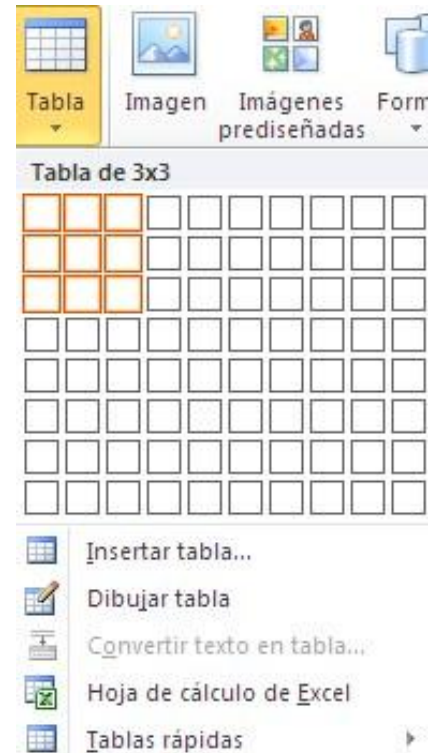 Tabla
Imagen
Imágenes
prediseñadas
Form
Tabla de 3x3
Insertar tabla...
Dibujar tabla
Convertir texto en tabla...
Hoja de cálculo de Excel
Tablas rápidas